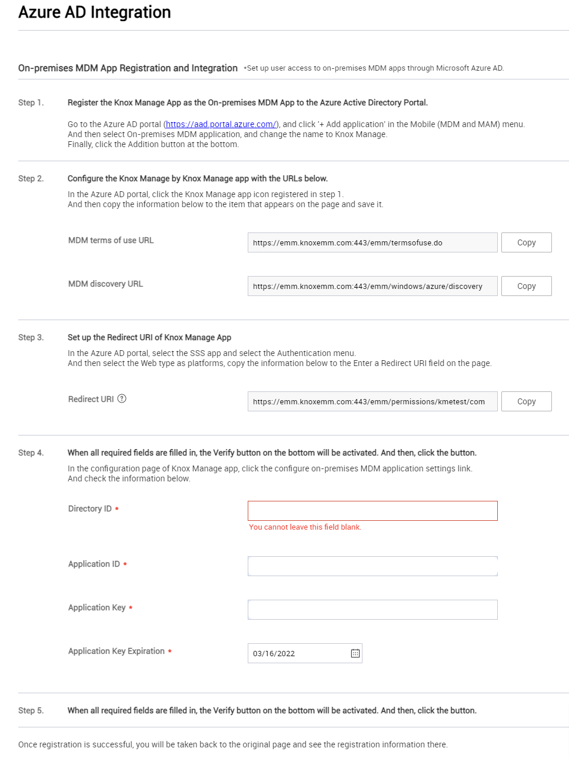 Azure AD Integration
On-premises MDM App Registration and Integration *Set up user access to on-premises MDM apps through Microsoft Azure AD.
Step 1. Register the Knox Manage App as the On-premises MDM App to the Azure Active Directory Portal.
Go to the Azure AD portal (https://aad.portal.azure.com/), and click '+ Add application' in the Mobile (MDM and MAM) menu.
And then select On-premises MDM application, and change the name to Knox Manage.
Finally, click the Addition button at the bottom.
Step 2. Configure the Knox Manage by Knox Manage app with the URLs below.
In the Azure AD portal, click the Knox Manage app icon registered in step 1.
And then copy the information below to the item that appears on the page and save it.
MDM terms of use URL https://emm.knoxemm.com:443/emm/termsofuse.do Copy
MDM discovery URL https://emm.knoxemm.com:443/emm/windows/azure/discovery Copy
Step 3. Set up the Redirect URI of Knox Manage App
In the Azure AD portal, select the SSS app and select the Authentication menu.
And then select the Web type as platforms, copy the information below to the Enter a Redirect URI field on the page.
Redirect URI ? https://emm.knoxemm.com:443/emm/permissions/kmetest/com Copy
Step 4. When all required fields are filled in, the Verify button on the bottom will be activated. And then, click the button.
In the configuration page of Knox Manage app, click the configure on-premises MDM application settings link.
And check the information below.
Directory ID *
You cannot leave this field blank.
Application ID *
Application Key *
Application Key Expiration * 03/16/2022
Step 5. When all required fields are filled in, the Verify button on the bottom will be activated. And then, click the button.
Once registration is successful, you will be taken back to the original page and see the registration information there.